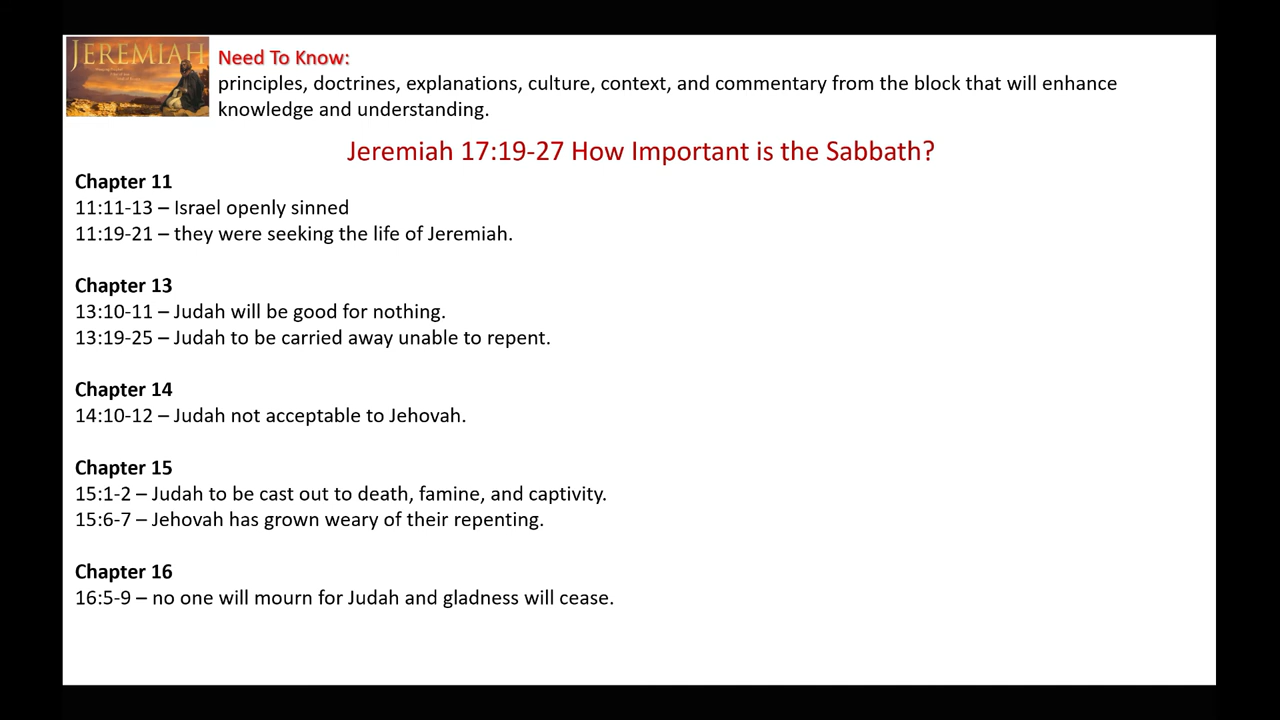 JEREMIAH
Need To Know:
principles, doctrines, explanations, culture, context, and commentary from the block that will enhance
knowledge and understanding.
Jeremiah 17:19-27 How Important is the Sabbath?
Chapter 11
11:11-13 – Israel openly sinned
11:19-21 – they were seeking the life of Jeremiah.
Chapter 13
13:10-11 – Judah will be good for nothing.
13:19-25 – Judah to be carried away unable to repent.
Chapter 14
14:10-12 – Judah not acceptable to Jehovah.
Chapter 15
15:1-2 – Judah to be cast out to death, famine, and captivity.
15:6-7 – Jehovah has grown weary of their repenting.
Chapter 16
16:5-9 – no one will mourn for Judah and gladness will cease.